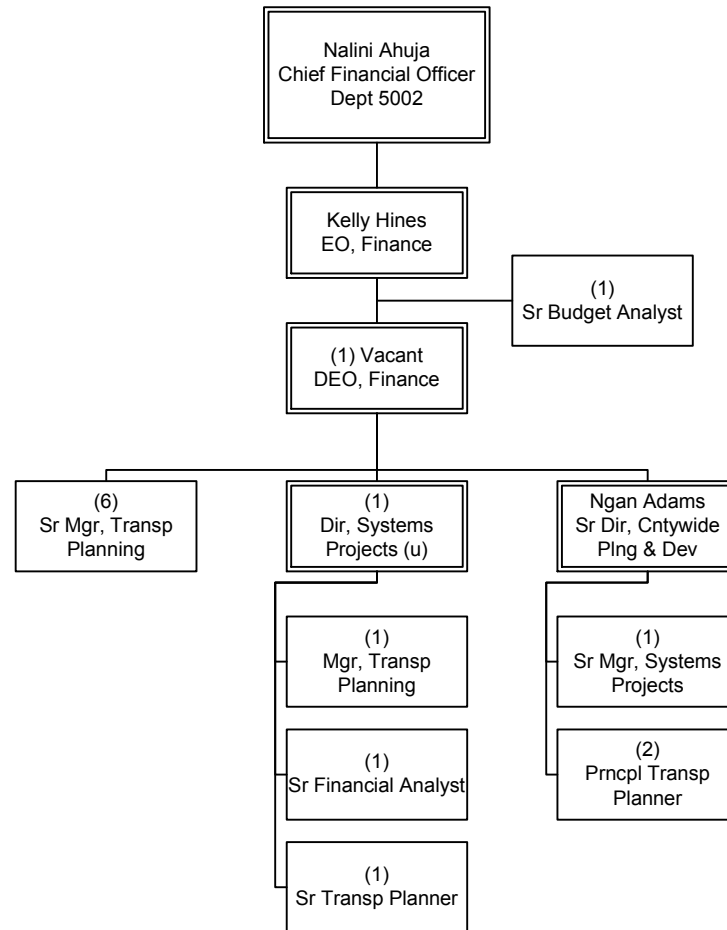 Nalini Ahuja
Chief Financial Officer
Dept 5002
Kelly Hines
EO, Finance
(1)
Sr Budget Analyst
(1) Vacant
DEO, Finance
(6)
Sr Mgr, Transp
Planning
(1)
Dir, Systems
Projects (u)
Ngan Adams
Sr Dir, Cntywide
Plng & Dev
(1)
Mgr, Transp
Planning
(1)
Sr Mgr, Systems
Projects
(1)
Sr Financial Analyst
(2)
Prncpl Transp
Planner
(1)
Sr Transp Planner